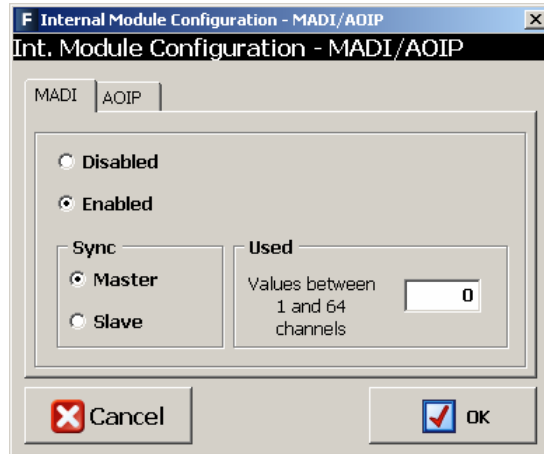 F Internal Module Configuration - MADI/AOIP
Int. Module Configuration - MADI/AOIP
MADI AOIP
Disabled
Enabled
Sync
Master
Slave
Used
Values between
1 and 64
channels
0
Cancel
OK